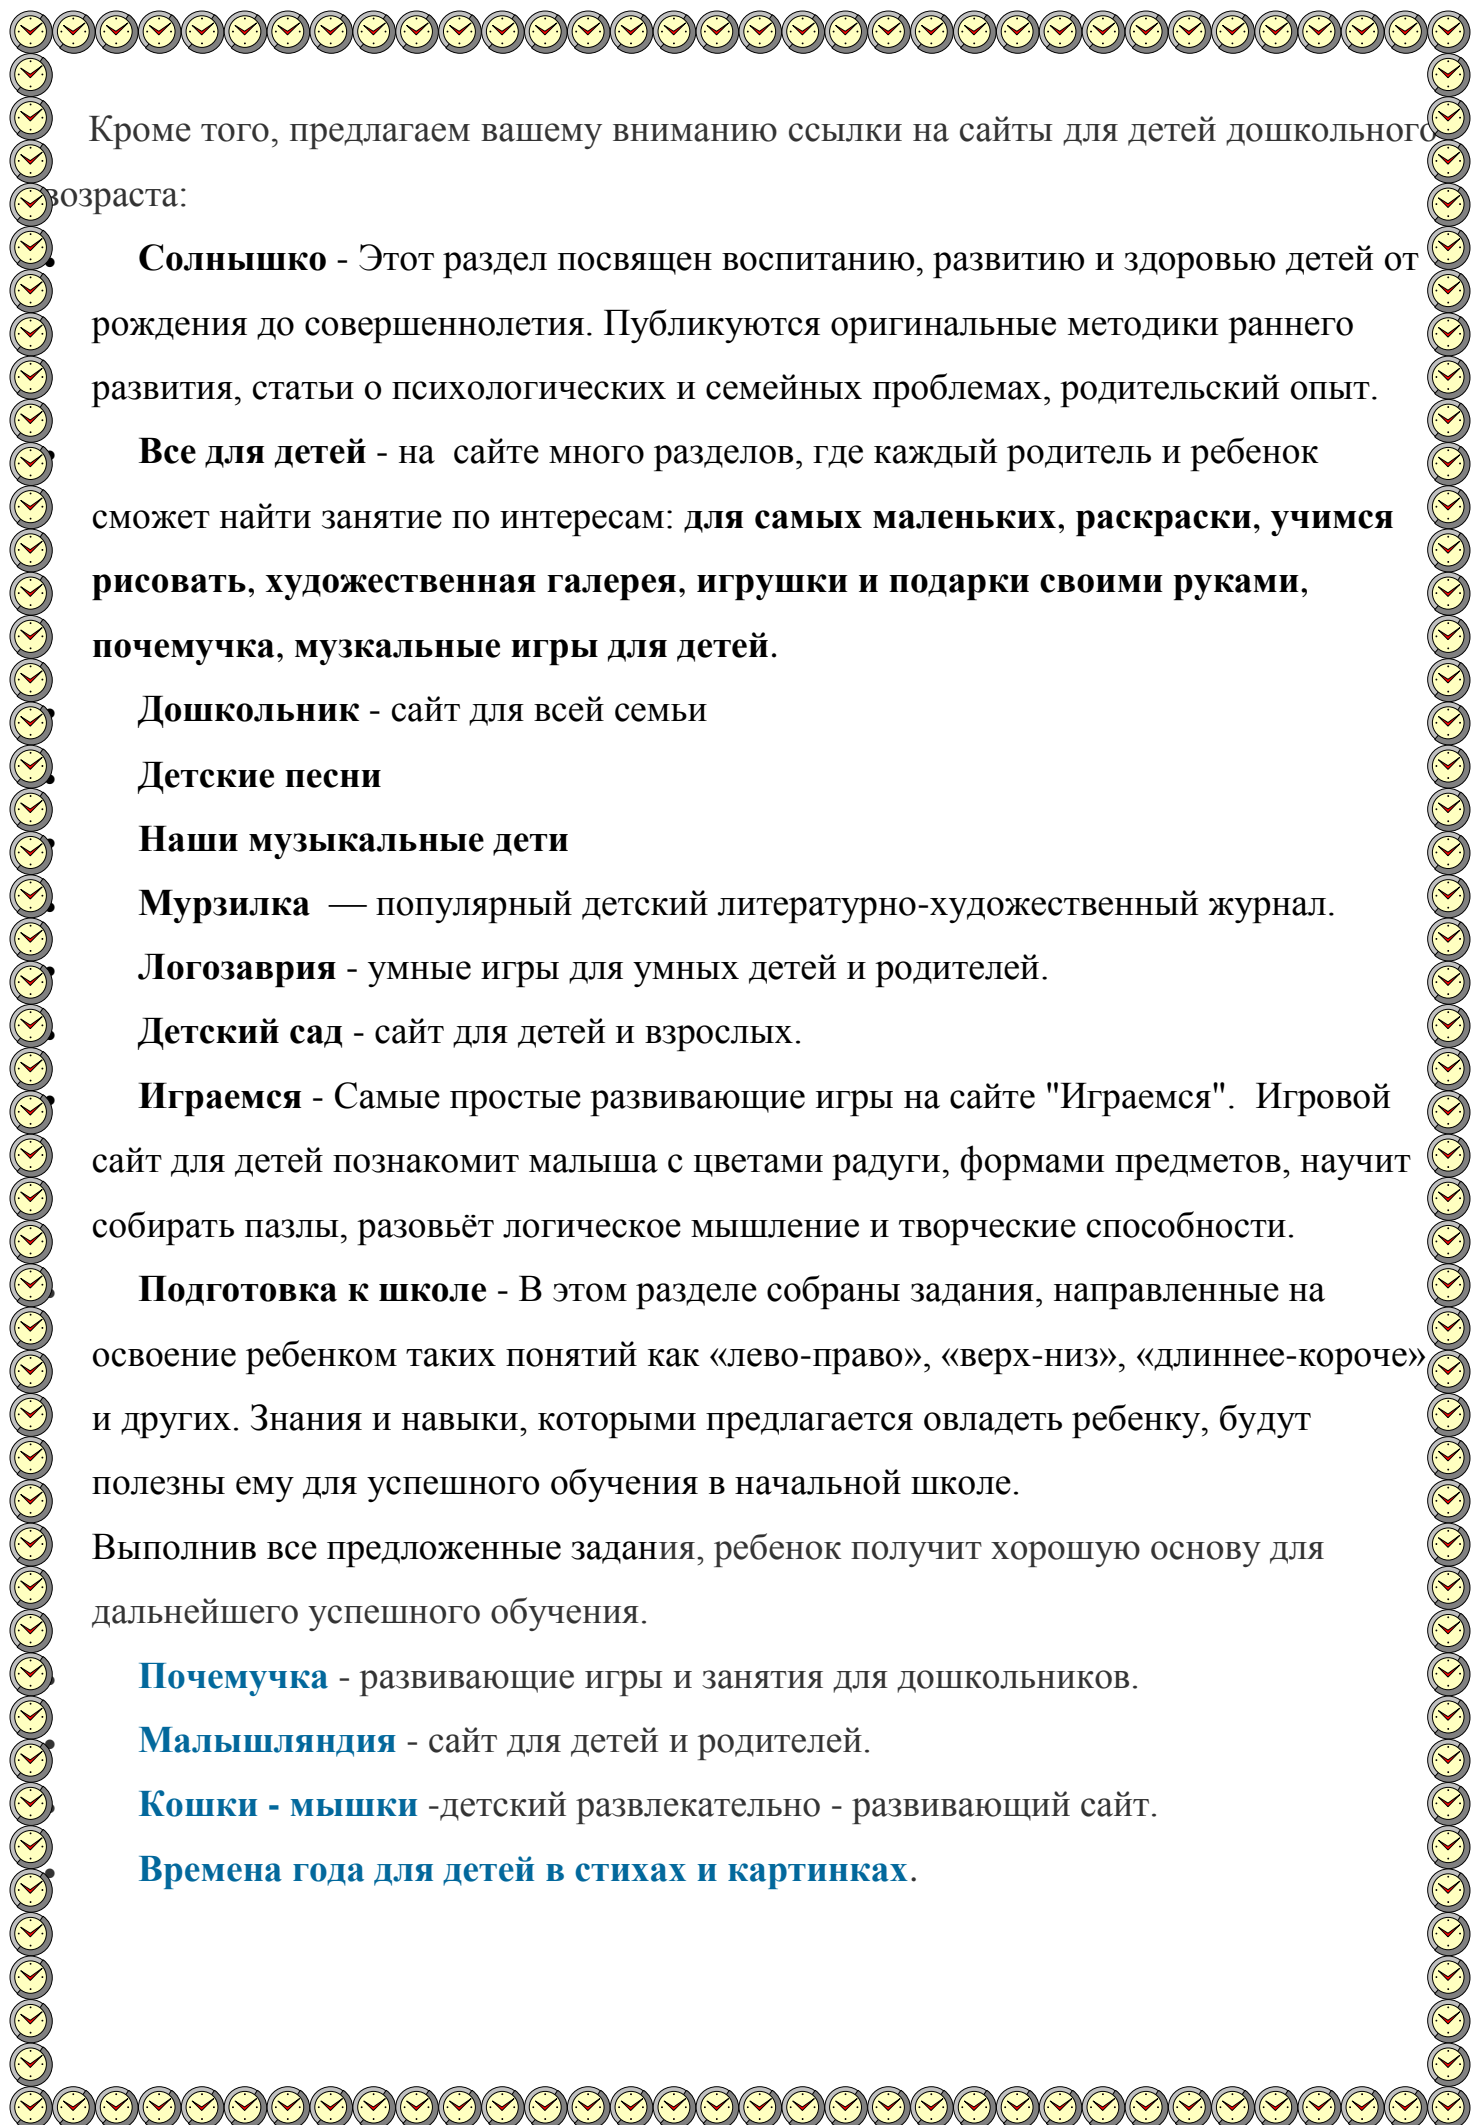 Кроме того, предлагаем вашему вниманию ссылки на сайты для детей дошкольного
возраста:
• Солнышко - Этот раздел посвящен воспитанию, развитию и здоровью детей от
рождения до совершеннолетия. Публикуются оригинальные методики раннего
развития, статьи о психологических и семейных проблемах, родительский опыт.
• Все для детей - на  сайте много разделов, где каждый родитель и ребенок
сможет найти занятие по интересам: для самых маленьких, раскраски, учимся
рисовать, художественная галерея, игрушки и подарки своими руками,
почемучка, музкальные игры для детей.
• Дошкольник - сайт для всей семьи
• Детские песни
• Наши музыкальные дети
• Мурзилка  — популярный детский литературно-художественный журнал.
• Логозаврия - умные игры для умных детей и родителей.
• Детский сад - сайт для детей и взрослых.
• Играемся - Самые простые развивающие игры на сайте "Играемся".  Игровой
сайт для детей познакомит малыша с цветами радуги, формами предметов, научит
собирать пазлы, разовьёт логическое мышление и творческие способности.
• Подготовка к школе - В этом разделе собраны задания, направленные на
освоение ребенком таких понятий как «лево-право», «верх-низ», «длиннее-короче»
и других. Знания и навыки, которыми предлагается овладеть ребенку, будут
полезны ему для успешного обучения в начальной школе.
Выполнив все предложенные задания, ребенок получит хорошую основу для
дальнейшего успешного обучения.
• Почемучка - развивающие игры и занятия для дошкольников.
• Малышляндия - сайт для детей и родителей.
• Кошки - мышки -детский развлекательно - развивающий сайт.
• Времена года для детей в стихах и картинках.